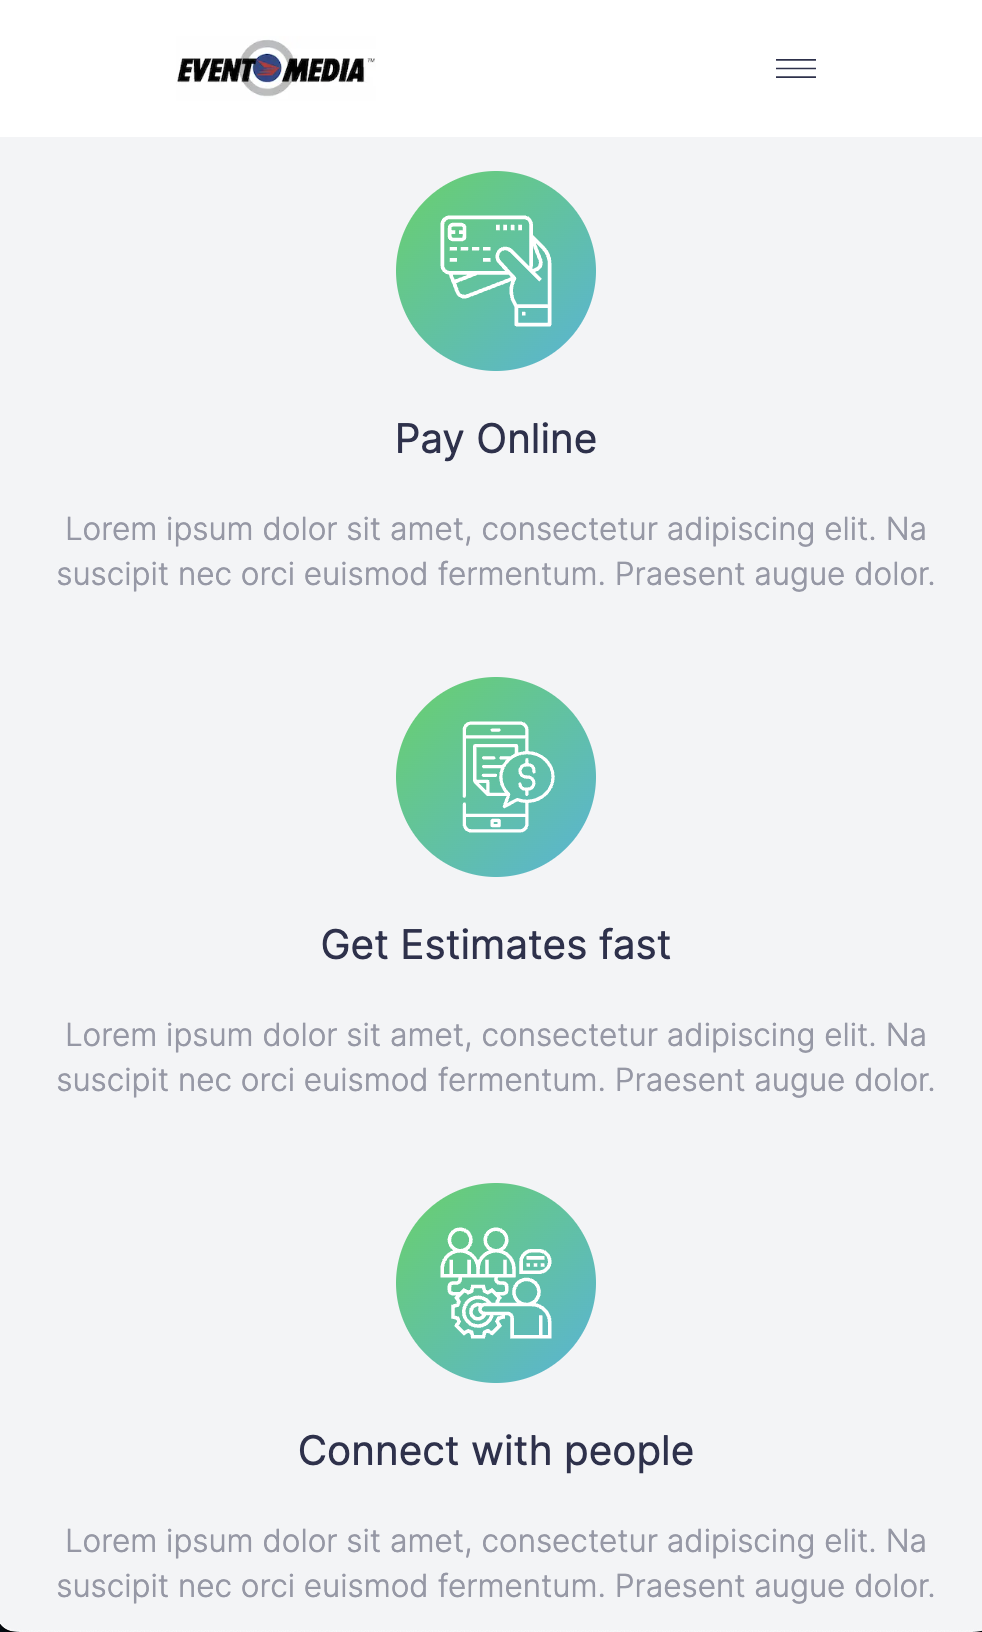 EVENT MEDIA™
Pay Online
Lorem ipsum dolor sit amet, consectetur adipiscing elit. Na
suscipit nec orci euismod fermentum. Praesent augue dolor.
$
Get Estimates fast
Lorem ipsum dolor sit amet, consectetur adipiscing elit. Na
suscipit nec orci euismod fermentum. Praesent augue dolor.
Connect with people
Lorem ipsum dolor sit amet, consectetur adipiscing elit. Na
suscipit nec orci euismod fermentum. Praesent augue dolor.